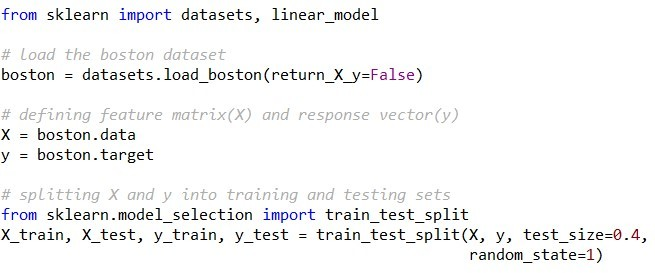 from sklearn import datasets, linear_model
# load the boston dataset
boston = datasets.load_boston(return_X_y=False)
# defining feature matrix(X) and response vector(y)
X = boston.data
y = boston.target
# splitting X and y into training and testing sets
from sklearn.model_selection import train_test_split
X_train, X_test, y_train, y_test = train_test_split(X, y, test_size=0.4,
random_state=1)